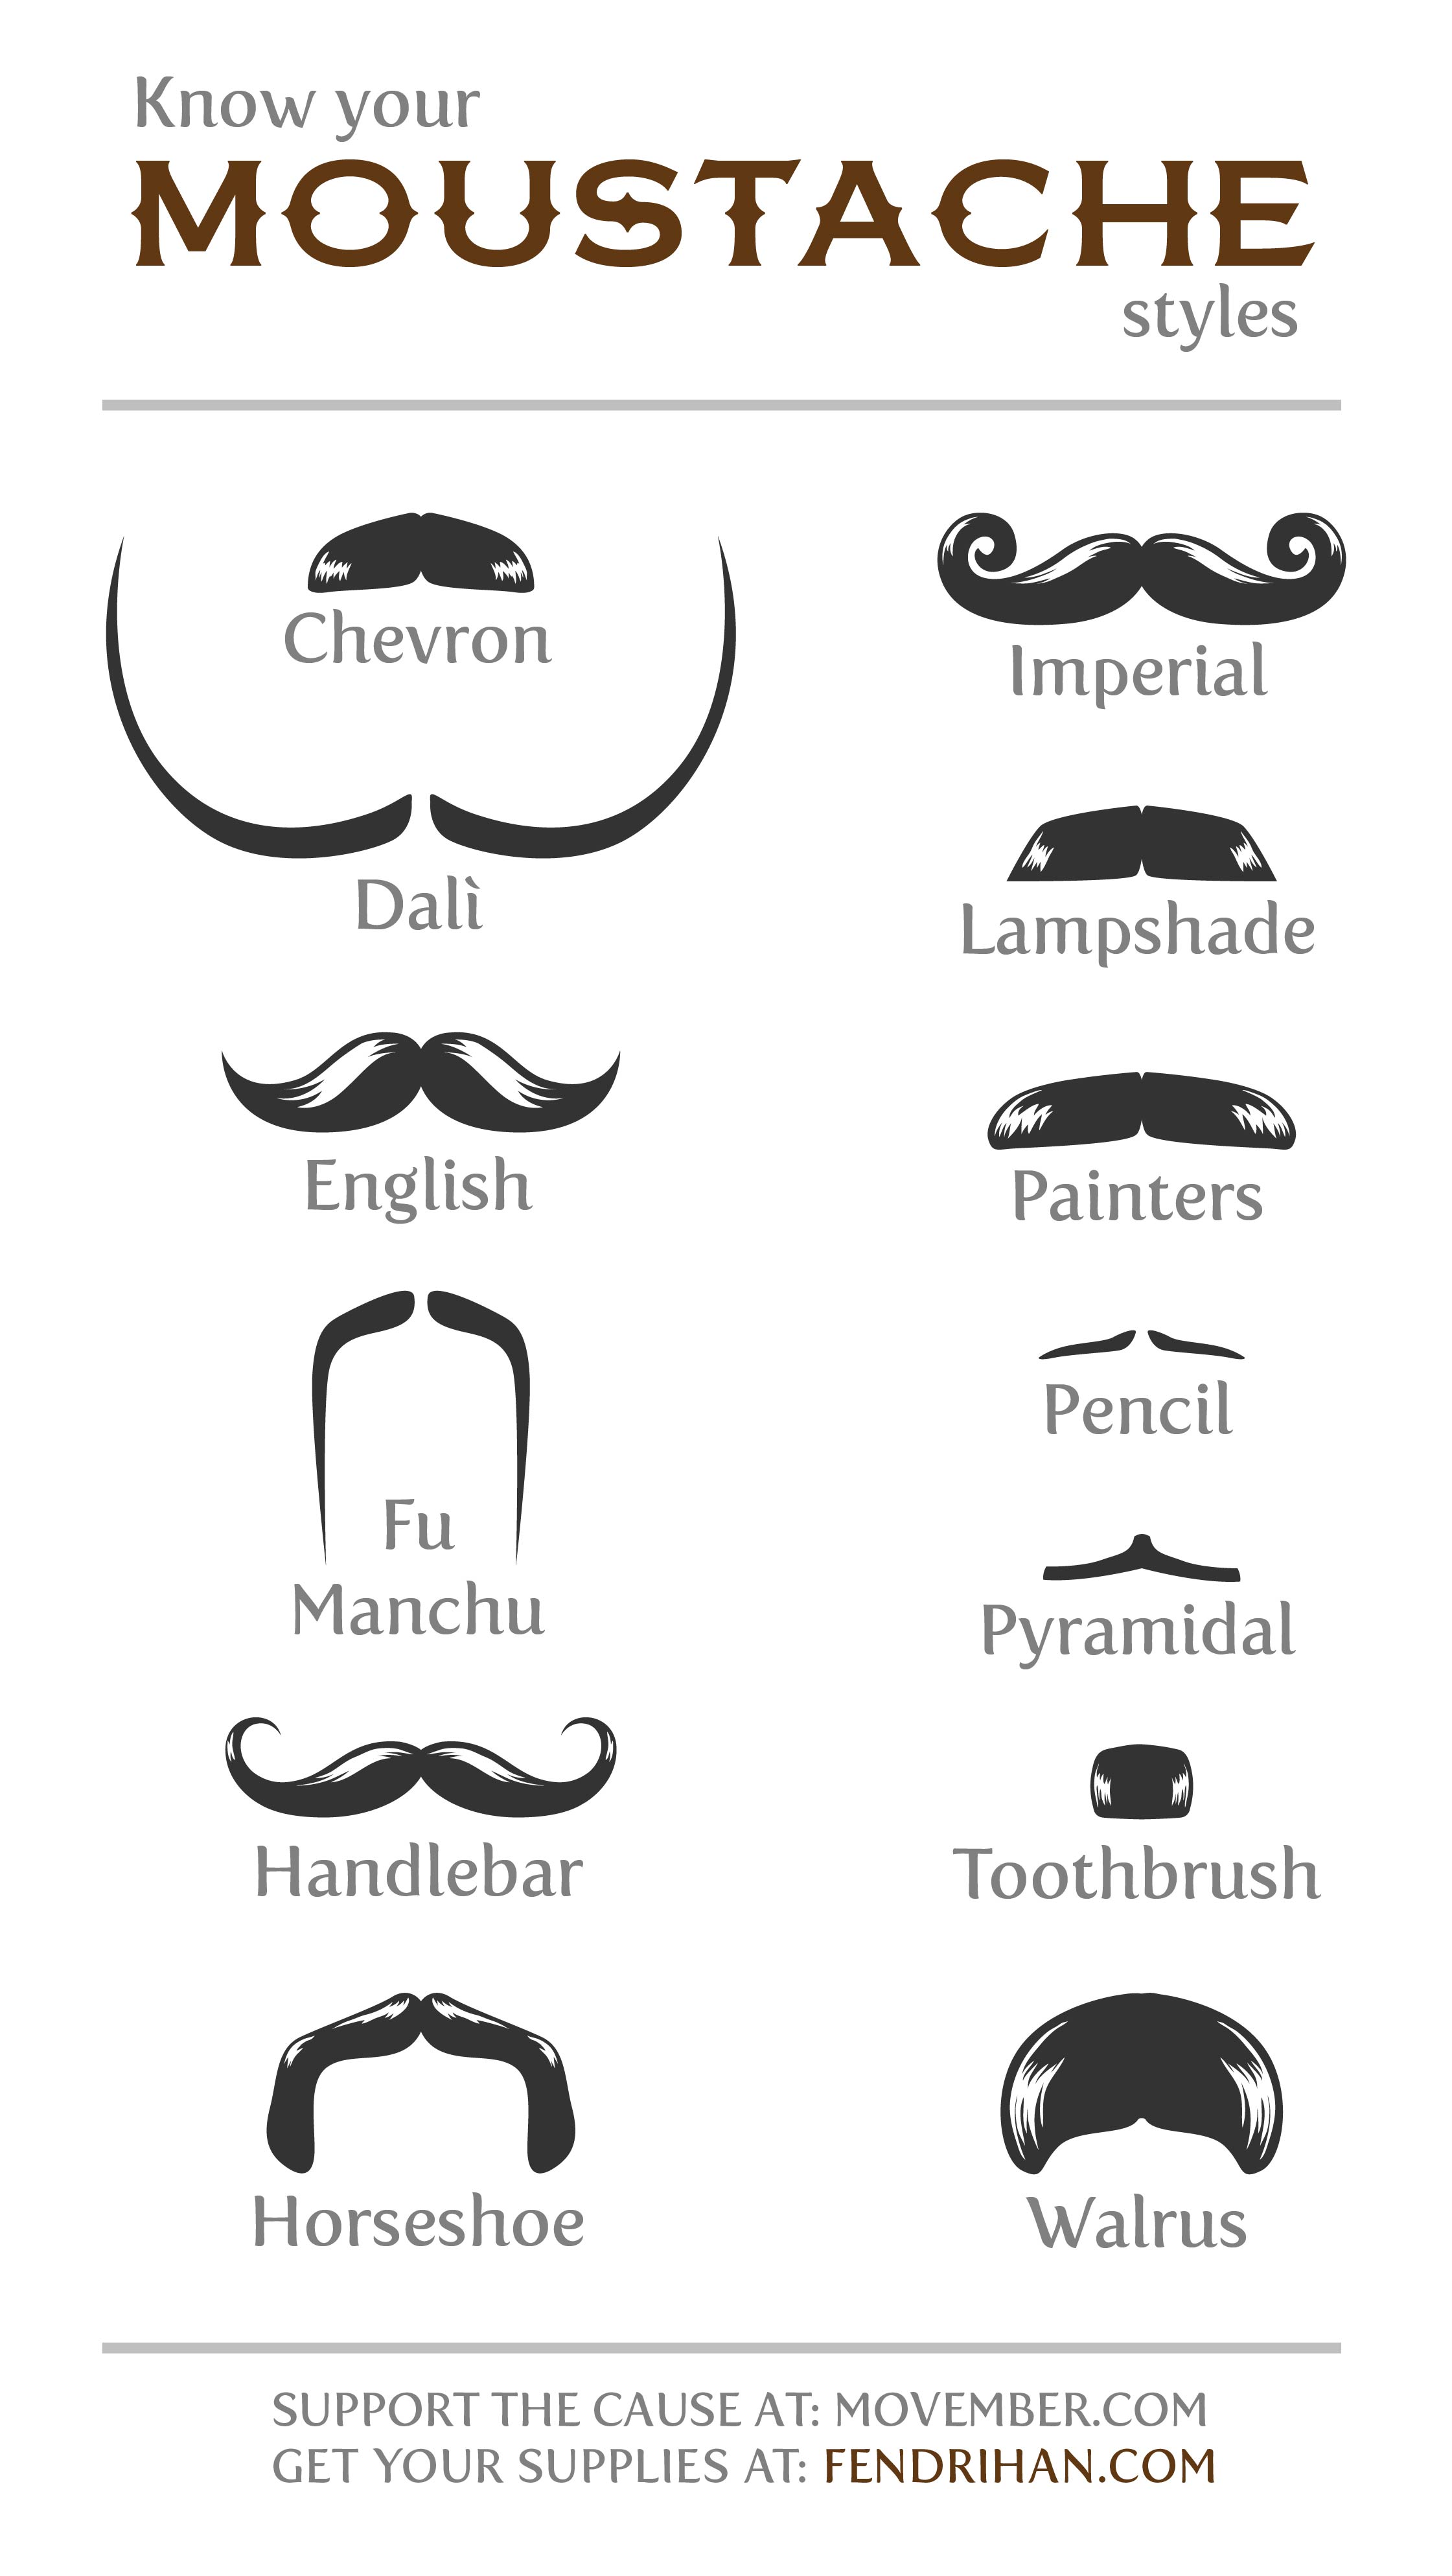 Know your
MOUSTACHE
styles
Chevron
Dalì
English
Fu
Manchu
Handlebar
Horseshoe
Imperial
Lampshade
Painters
Pencil
Pyramidal
Toothbrush
Walrus
SUPPORT THE CAUSE AT: MOVEMBER.COM
GET YOUR SUPPLIES AT: FENDRIHAN.COM